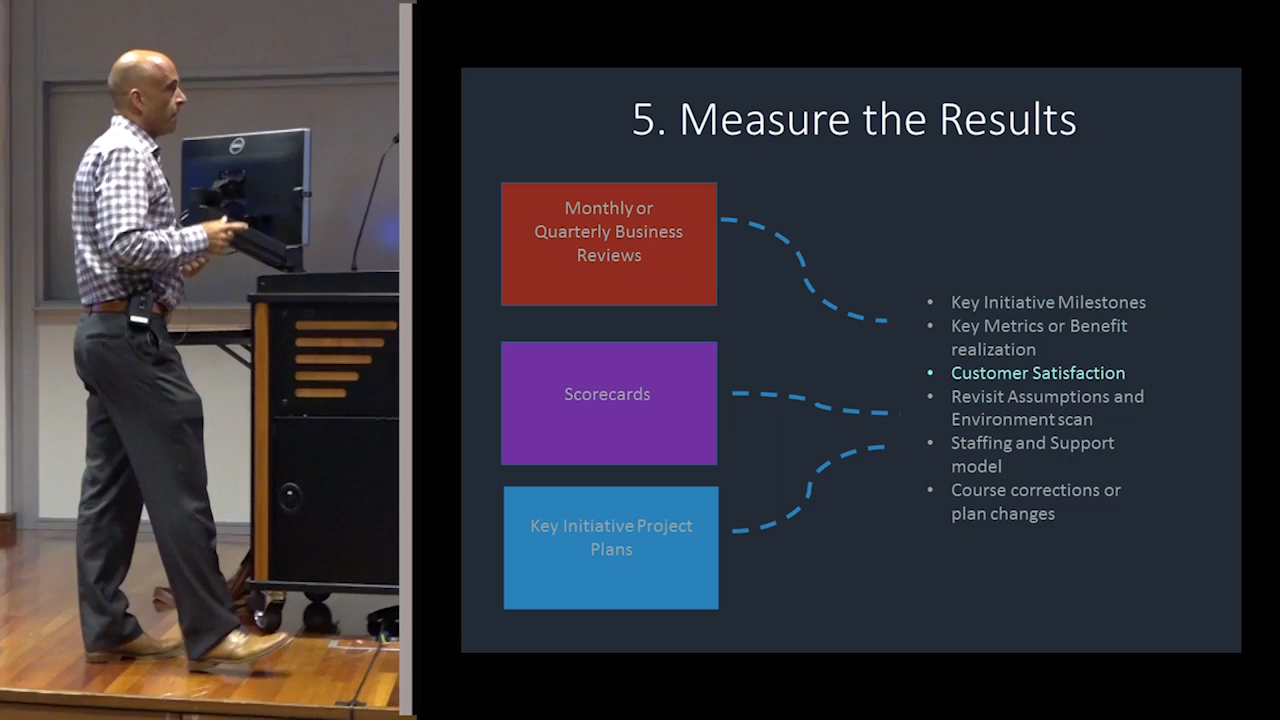 DELL
5. Measure the Results
Monthly or
Quarterly Business
Reviews
Scorecards
Key Initiative Project
Plans
• Key Initiative Milestones
• Key Metrics or Benefit
realization
• Customer Satisfaction
• Revisit Assumptions and
Environment scan
• Staffing and Support
model
• Course corrections or
plan changes